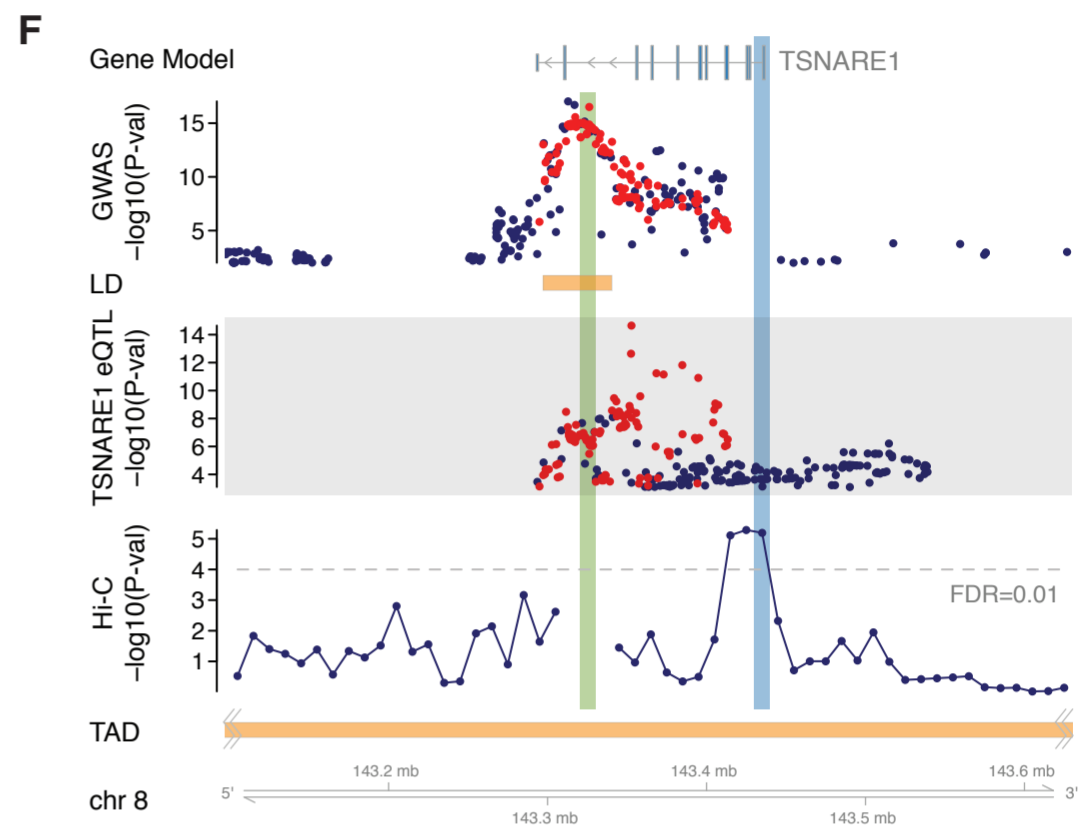 F
Gene Model
TSNARE1
GWAS
−log10(P-val)
15
10
5
LD
TSNARE1 eQTL
−log10(P-val)
14
12
10
8
6
4
Hi-C
−log10(P-val)
5
4
3
2
1
FDR=0.01
TAD
143.2 mb
143.4 mb
143.6 mb
chr 8
5'
3'
143.3 mb
143.5 mb